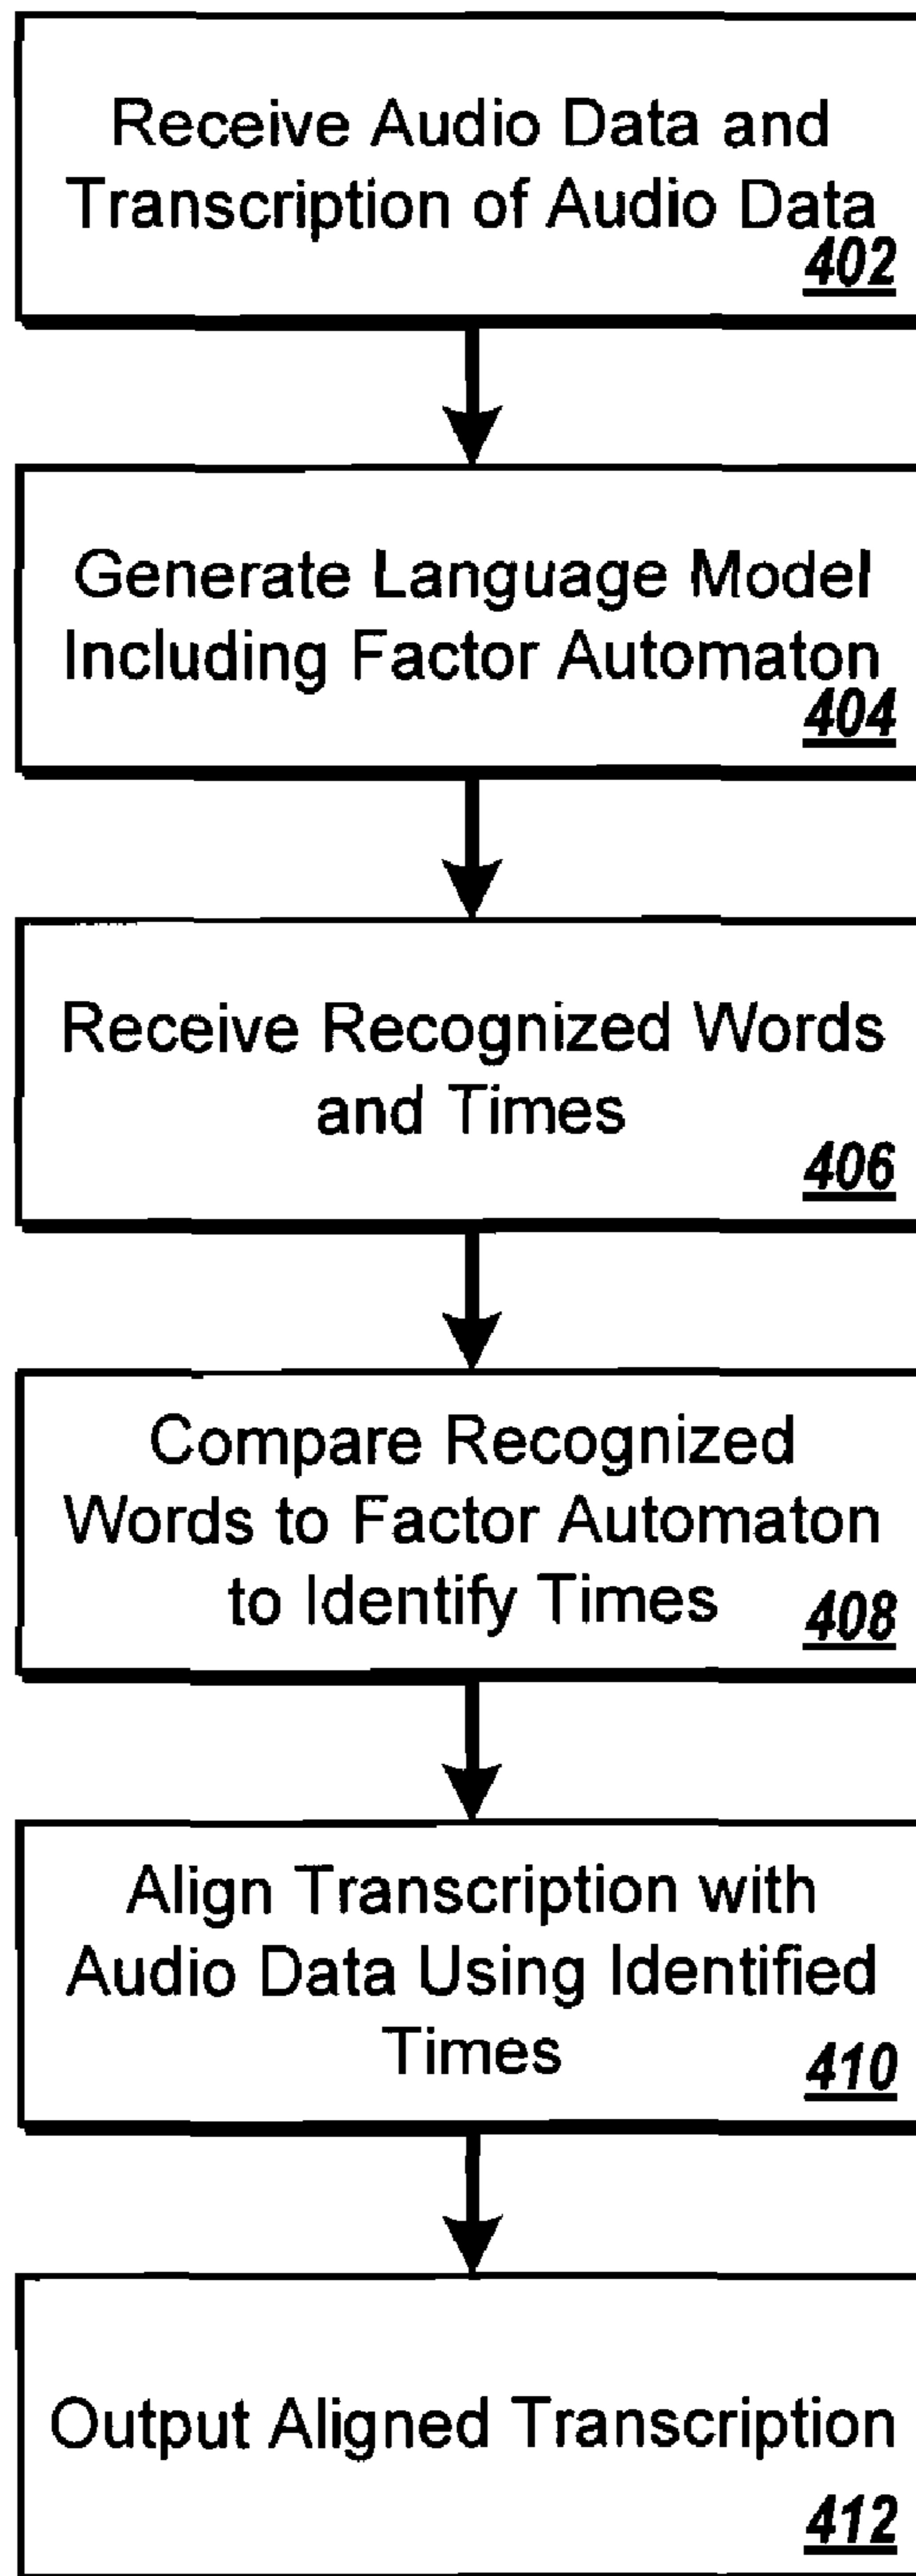 Receive Audio Data and
Transcription of Audio Data
402
Generate Language Model
Including Factor Automaton
404
Receive Recognized Words
and Times
406
Compare Recognized
Words to Factor Automaton
to Identify Times
408
Align Transcription with
Audio Data Using Identified
Times
410
Output Aligned Transcription
412